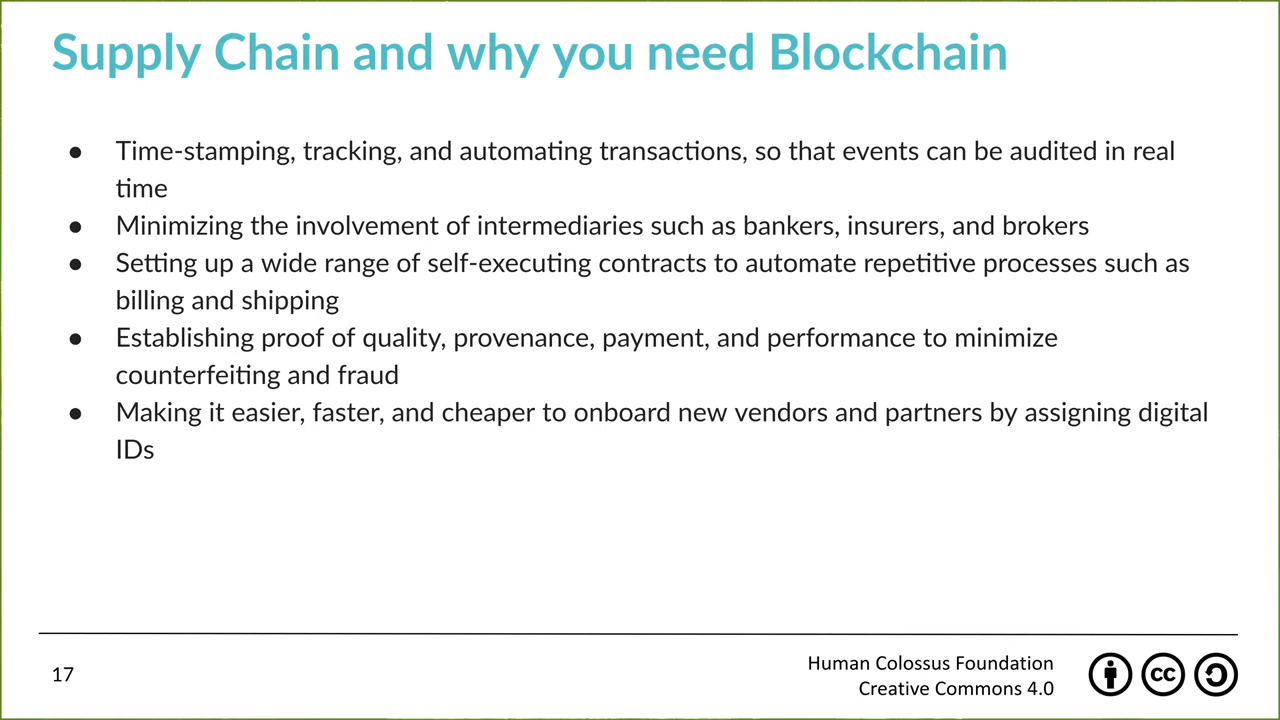 Supply Chain and why you need Blockchain
● Time-stamping, tracking, and automating transactions, so that events can be audited in real
time
● Minimizing the involvement of intermediaries such as bankers, insurers, and brokers
● Setting up a wide range of self-executing contracts to automate repetitive processes such as
billing and shipping
● Establishing proof of quality, provenance, payment, and performance to minimize
counterfeiting and fraud
● Making it easier, faster, and cheaper to onboard new vendors and partners by assigning digital
IDs
17
Human Colossus Foundation
Creative Commons 4.0
cc